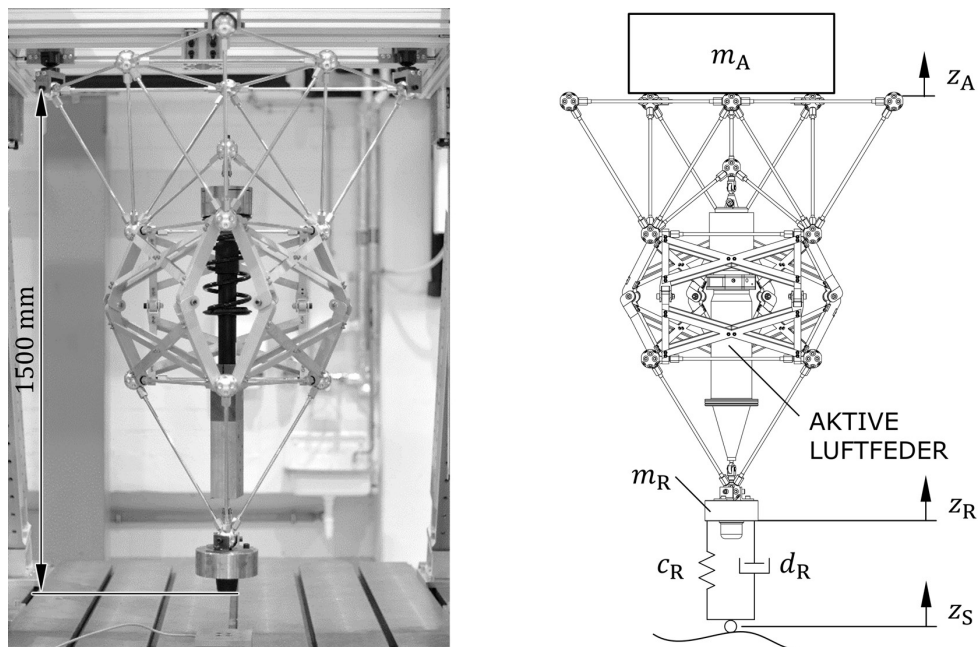 1500 mm
m_A
z_A
AKTIVE
LUFTFEDER
m_R
z_R
c_R
d_R
z_S